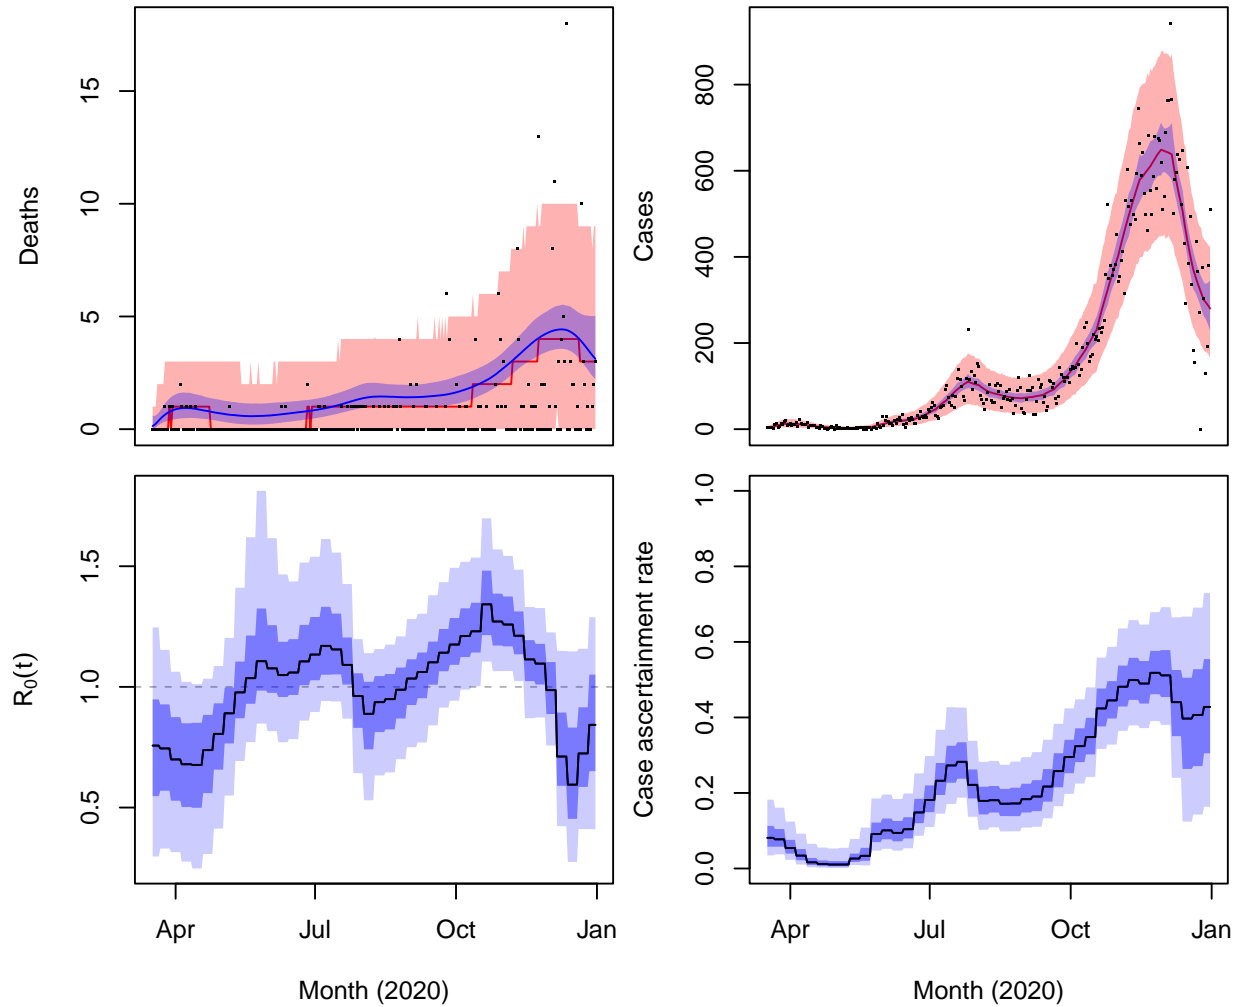 Deaths
15
10
5
0
Cases
800
600
400
200
0
R₀(t)
1.5
1.0
0.5
Case ascertainment rate
1.0
0.8
0.6
0.4
0.2
0.0
Apr Jul Oct Jan
Month (2020)
Apr Jul Oct Jan
Month (2020)